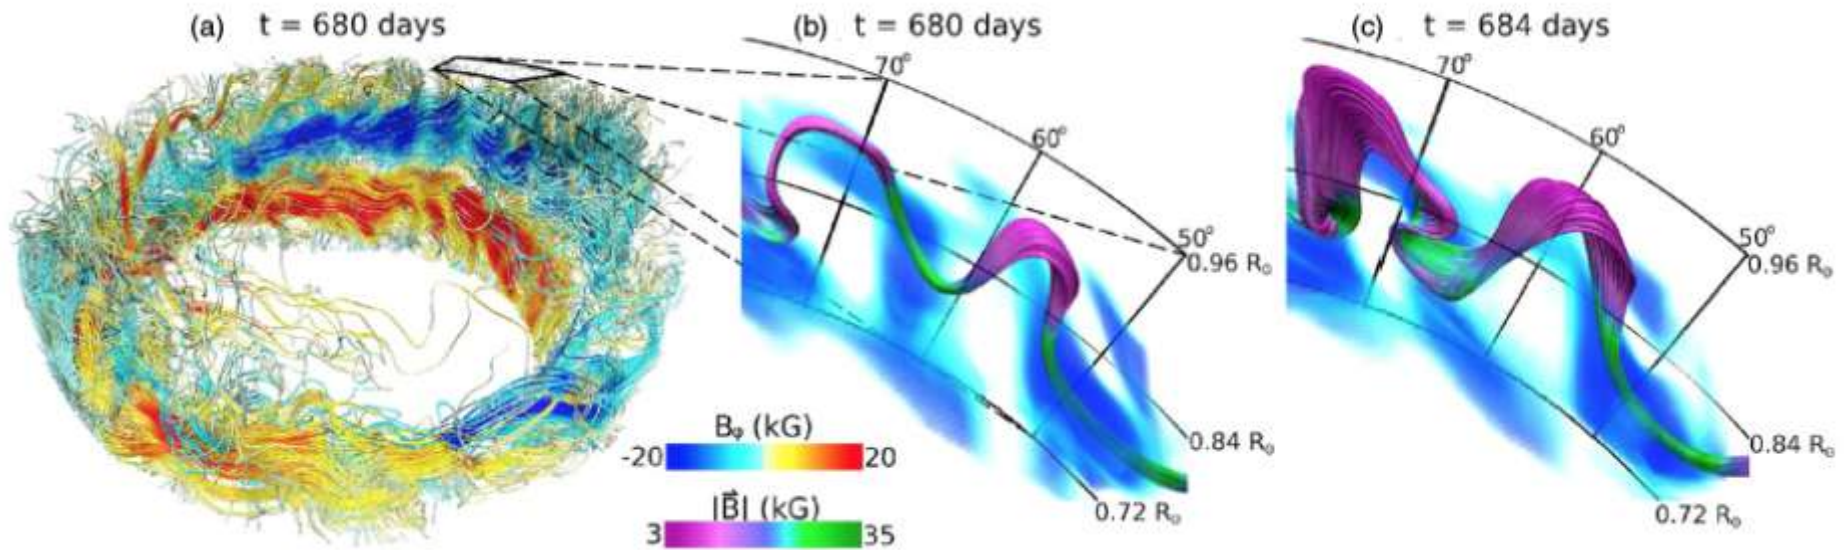 (a) t = 680 days
(b) t = 680 days
(c) t = 684 days
70°
60°
50°
0.96 R⊙
0.84 R⊙
0.72 R⊙
70°
60°
50°
0.96 R⊙
0.84 R⊙
0.72 R⊙
Bφ (kG)
-20 20
|B⃗| (kG)
3 35